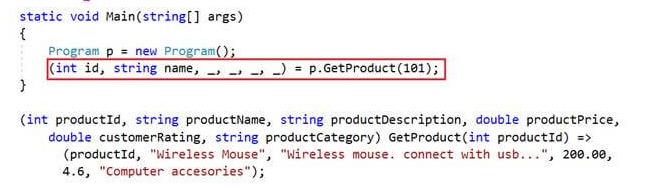 static void Main(string[] args)
{
Program p = new Program();
(int id, string name, _, _, _, _) = p.GetProduct(101);
}
(int productId, string productName, string productDescription, double productPrice,
double customerRating, string productCategory) GetProduct(int productId) =>
(productId, "Wireless Mouse", "Wireless mouse. connect with usb...", 200.00,
4.6, "Computer accesories");